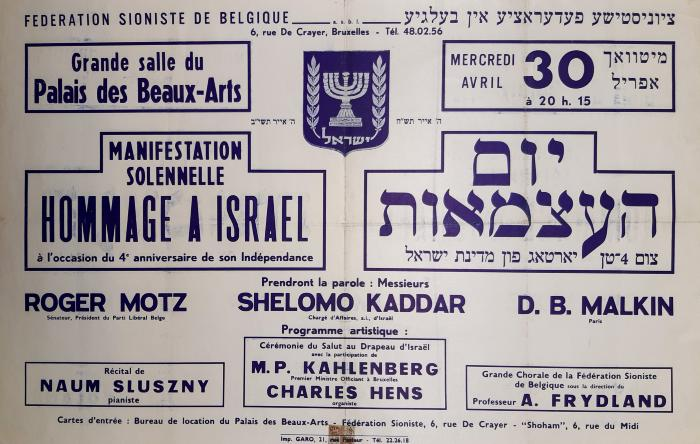 FEDERATION SIONISTE DE BELGIQUE a. s. b. l. ציוניסטישע פעדעראציע אין בעלגיע
6, rue De Crayer, Bruxelles - Tél. 48.02.56
Grande salle du
Palais des Beaux-Arts
MERCREDI 30 מיטוואך
AVRIL אפריל
à 20 h. 15
ישראל
ה' אייר תשי"ב ה' אייר תש"ח
MANIFESTATION
SOLENNELLE
HOMMAGE A ISRAEL
à l'occasion du 4e anniversaire de son Indépendance
יום
העצמאות
צום 4־טן יארטאג פון מדינת ישראל
Prendront la parole : Messieurs
ROGER MOTZ
Sénateur, Président du Parti Libéral Belge
SHELOMO KADDAR
Chargé d'Affaires, a.i., d'Israël
D. B. MALKIN
Paris
Programme artistique :
Récital de
NAUM SLUSZNY
pianiste
Cérémonie du Salut au Drapeau d'Israël
avec la participation de
M.P. KAHLENBERG
Premier Ministre Officiant à Bruxelles
CHARLES HENS
organiste
Grande Chorale de la Fédération Sioniste
de Belgique sous la direction du
Professeur A. FRYDLAND
Cartes d'entrée : Bureau de location du Palais des Beaux-Arts - Fédération Sioniste, 6, rue De Crayer - "Shoham", 6, rue du Midi
Imp. GARO, 21, rue Pasteur - Tél. 22.26.18